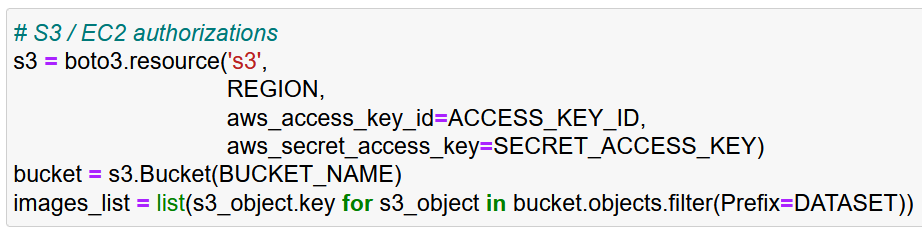 # S3 / EC2 authorizations
s3 = boto3.resource('s3',
REGION,
aws_access_key_id=ACCESS_KEY_ID,
aws_secret_access_key=SECRET_ACCESS_KEY)
bucket = s3.Bucket(BUCKET_NAME)
images_list = list(s3_object.key for s3_object in bucket.objects.filter(Prefix=DATASET))